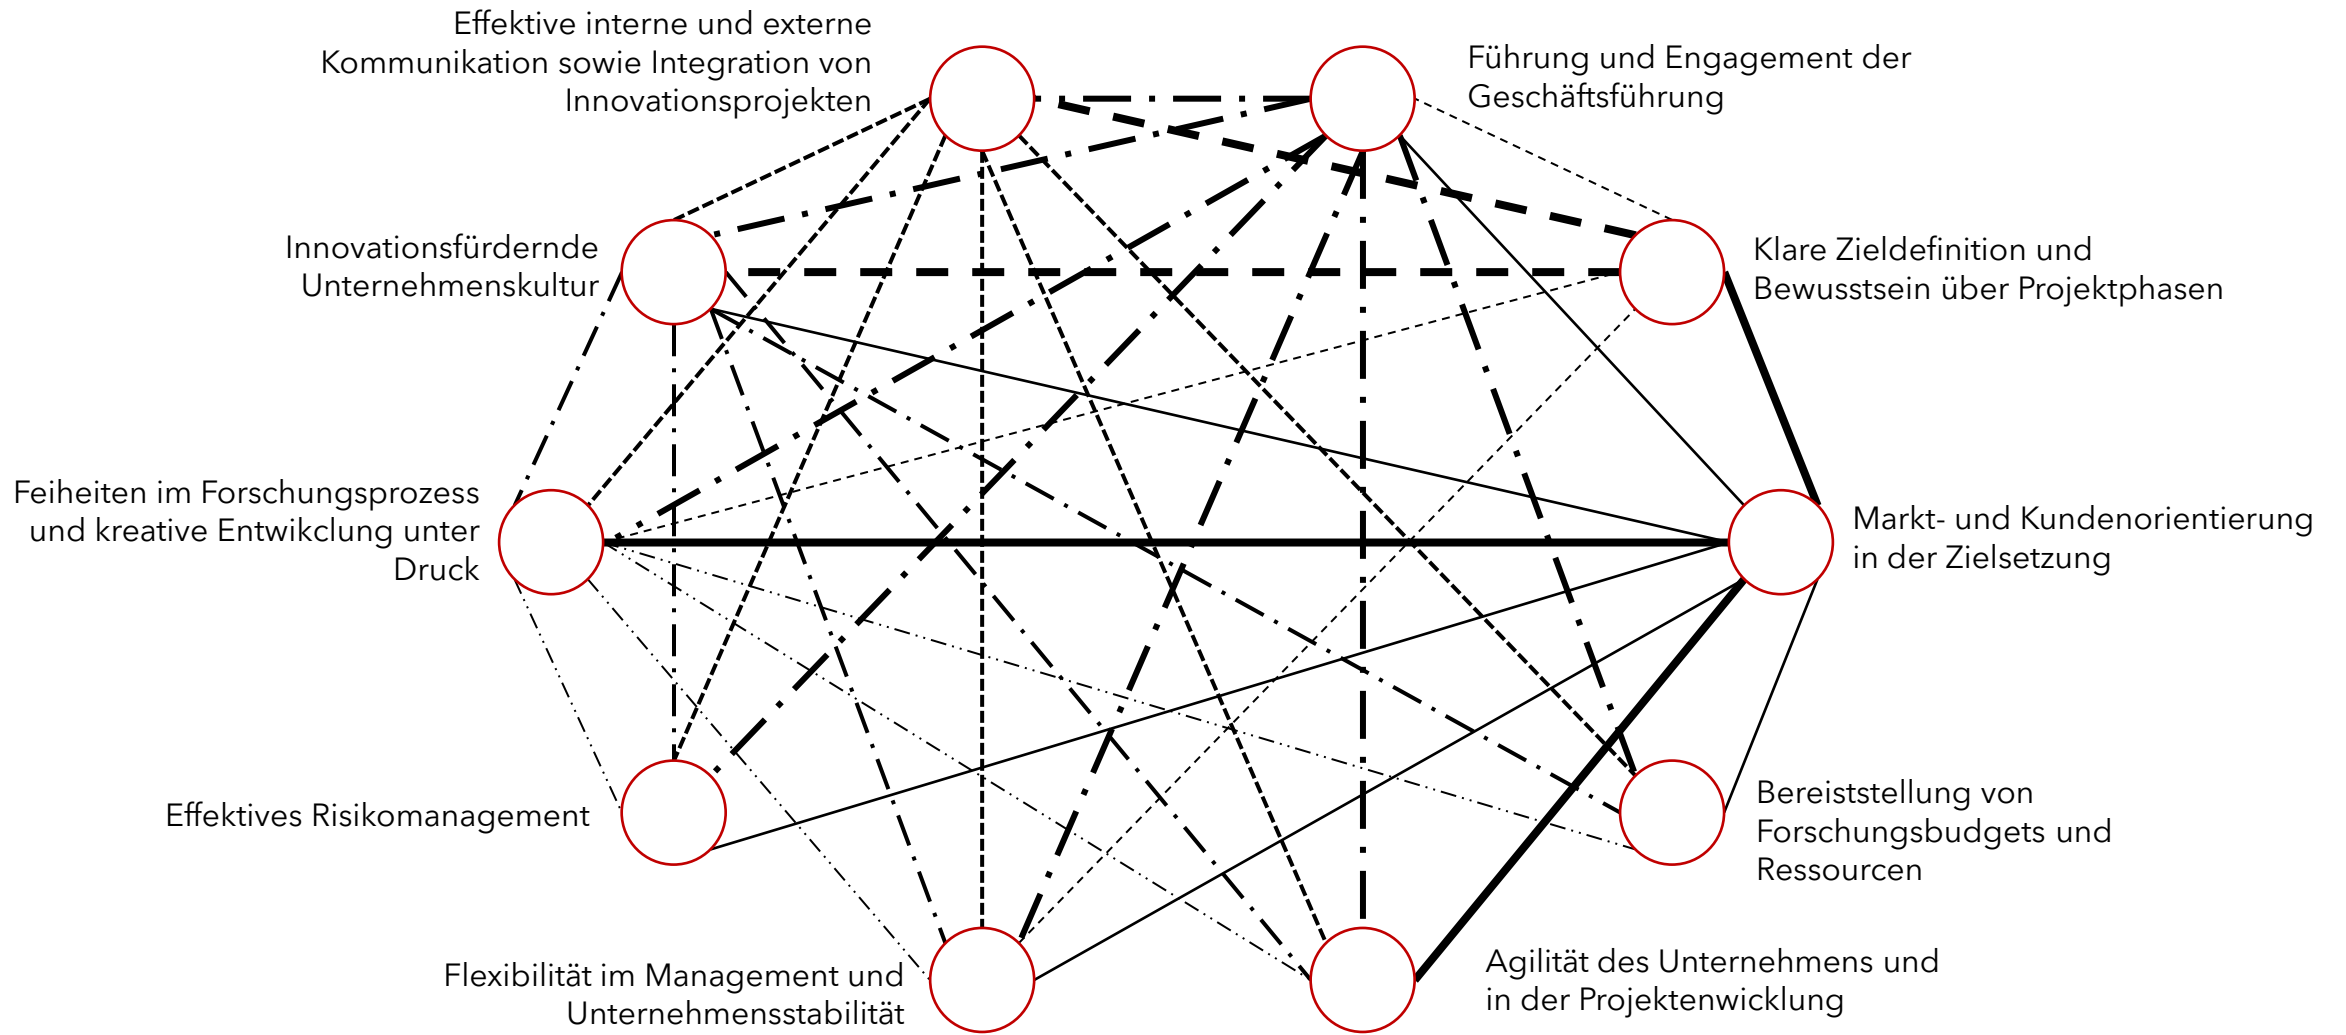 Effektive interne und externe
Kommunikation sowie Integration von
Innovationsprojekten
Führung und Engagement der
Geschäftsführung
Innovationsfürdernde
Unternehmenskultur
Klare Zieldefinition und
Bewusstsein über Projektphasen
Feiheiten im Forschungsprozess
und kreative Entwikclung unter
Druck
Markt- und Kundenorientierung
in der Zielsetzung
Effektives Risikomanagement
Bereiststellung von
Forschungsbudgets und
Ressourcen
Flexibilität im Management und
Unternehmensstabilität
Agilität des Unternehmens und
in der Projektenwicklung